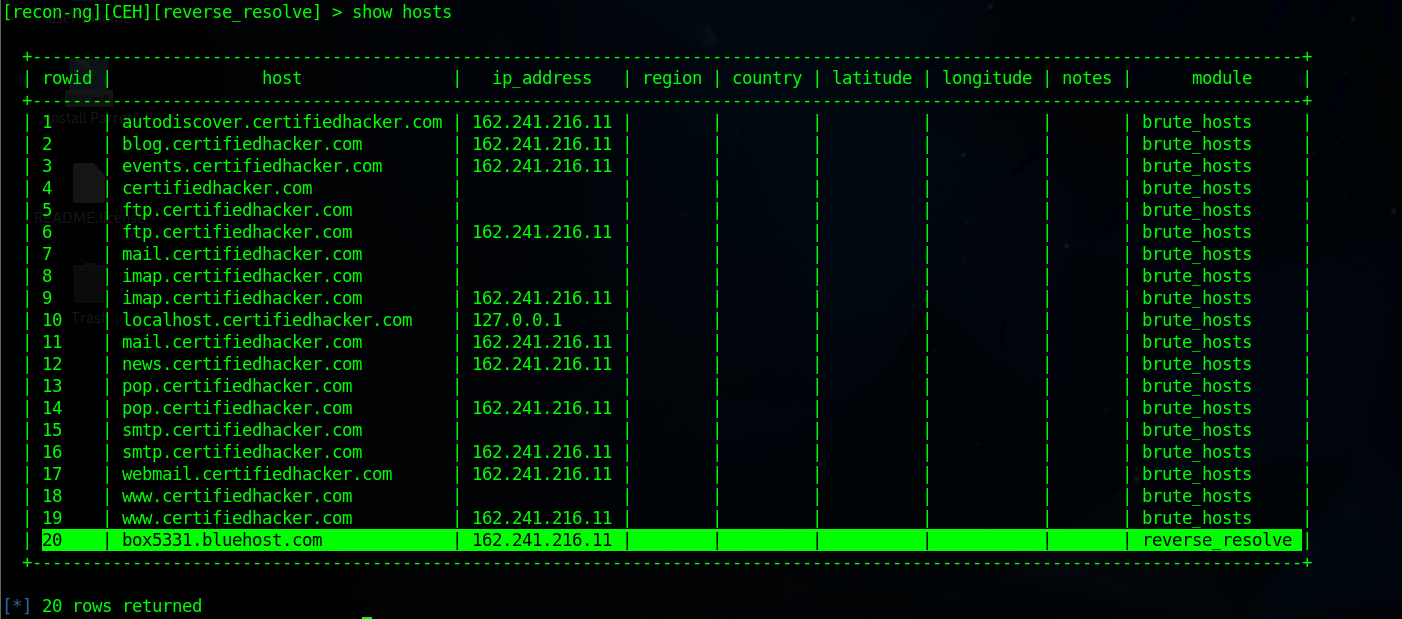 [recon-ng][CEH][reverse_resolve] > show hosts
+-------------------------------------------------------------------------------------------------------------------------------+
| rowid | host | ip_address | region | country | latitude | longitude | notes | module |
+-------------------------------------------------------------------------------------------------------------------------------+
| 1 | autodiscover.certifiedhacker.com | 162.241.216.11 | | | | | | brute_hosts |
| 2 | blog.certifiedhacker.com | 162.241.216.11 | | | | | | brute_hosts |
| 3 | events.certifiedhacker.com | 162.241.216.11 | | | | | | brute_hosts |
| 4 | certifiedhacker.com | | | | | | | brute_hosts |
| 5 | ftp.certifiedhacker.com | | | | | | | brute_hosts |
| 6 | ftp.certifiedhacker.com | 162.241.216.11 | | | | | | brute_hosts |
| 7 | mail.certifiedhacker.com | | | | | | | brute_hosts |
| 8 | imap.certifiedhacker.com | | | | | | | brute_hosts |
| 9 | imap.certifiedhacker.com | 162.241.216.11 | | | | | | brute_hosts |
| 10 | localhost.certifiedhacker.com | 127.0.0.1 | | | | | | brute_hosts |
| 11 | mail.certifiedhacker.com | 162.241.216.11 | | | | | | brute_hosts |
| 12 | news.certifiedhacker.com | 162.241.216.11 | | | | | | brute_hosts |
| 13 | pop.certifiedhacker.com | | | | | | | brute_hosts |
| 14 | pop.certifiedhacker.com | 162.241.216.11 | | | | | | brute_hosts |
| 15 | smtp.certifiedhacker.com | | | | | | | brute_hosts |
| 16 | smtp.certifiedhacker.com | 162.241.216.11 | | | | | | brute_hosts |
| 17 | webmail.certifiedhacker.com | 162.241.216.11 | | | | | | brute_hosts |
| 18 | www.certifiedhacker.com | | | | | | | brute_hosts |
| 19 | www.certifiedhacker.com | 162.241.216.11 | | | | | | brute_hosts |
| 20 | box5331.bluehost.com | 162.241.216.11 | | | | | | reverse_resolve |
+-------------------------------------------------------------------------------------------------------------------------------+
[*] 20 rows returned
Trash